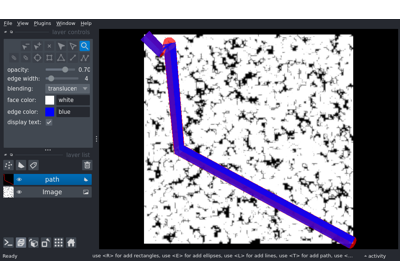 File View Plugins Window Help
layer controls
opacity: 0.70
edge width: 4
blending: translucen
face color: white
edge color: blue
display text:
layer list
path
Image
Ready
use <R> for add rectangles, use <E> for add ellipses, use <L> for add lines, use <T> for add path, use <...
activity